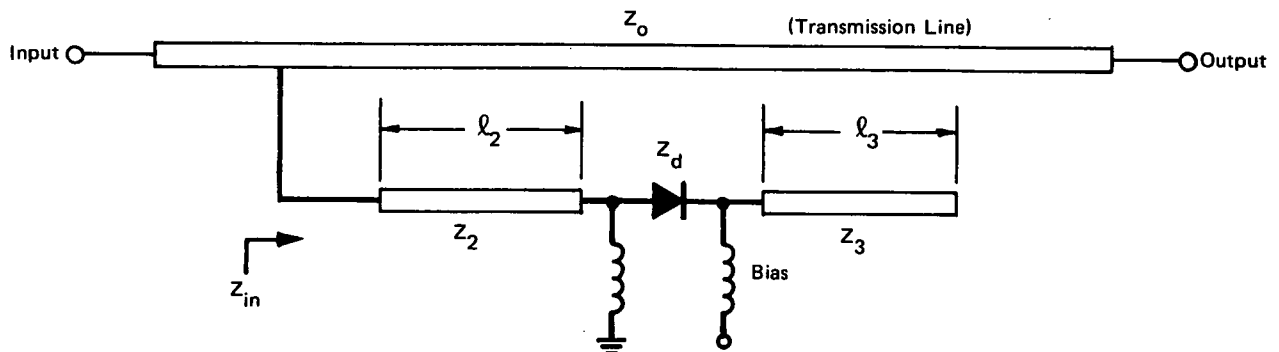 Z_o
(Transmission Line)
Input
Output
ℓ_2
ℓ_3
Z_d
Z_2
Z_3
Z_in
Bias